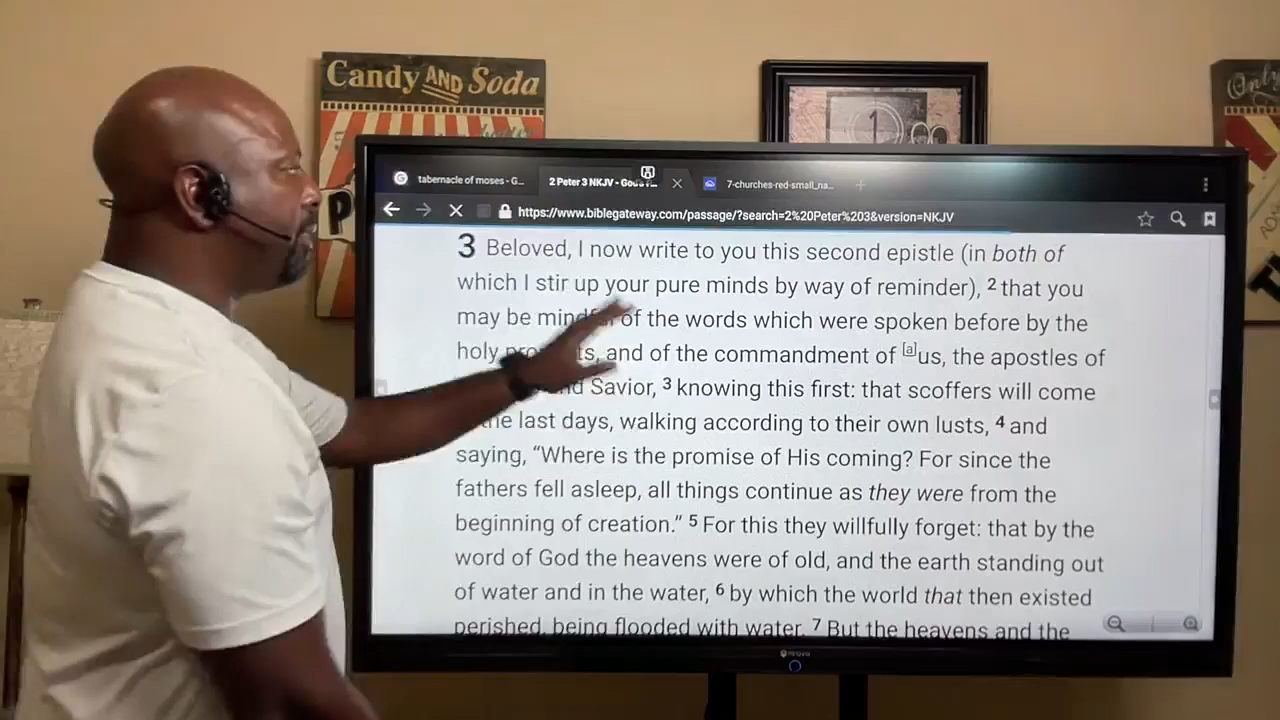 Candy AND Soda
Only
1
P
tabernacle of moses - G...
2 Peter 3 NKJV - God's
7-churches-red-small_na...
https://www.biblegateway.com/passage/?search=2%20Peter%203&version=NKJV
3 Beloved, I now write to you this second epistle (in both of
which I stir up your pure minds by way of reminder), 2 that you
may be mindful of the words which were spoken before by the
holy prophets, and of the commandment of [a]us, the apostles of
and Savior, 3 knowing this first: that scoffers will come
the last days, walking according to their own lusts, 4 and
saying, “Where is the promise of His coming? For since the
fathers fell asleep, all things continue as they were from the
beginning of creation.” 5 For this they willfully forget: that by the
word of God the heavens were of old, and the earth standing out
of water and in the water, 6 by which the world that then existed
perished, being flooded with water. 7 But the heavens and the